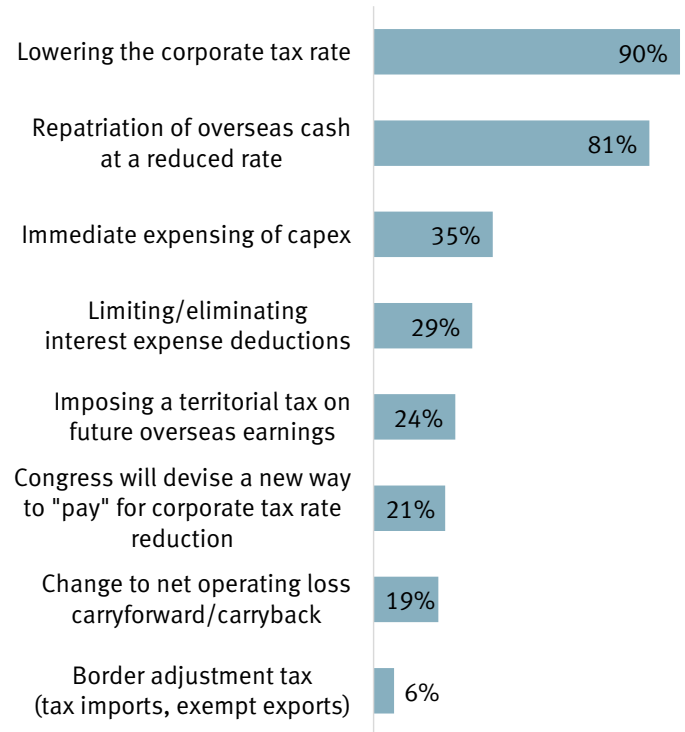 Lowering the corporate tax rate
90%
Repatriation of overseas cash
at a reduced rate
81%
Immediate expensing of capex
35%
Limiting/eliminating
interest expense deductions
29%
Imposing a territorial tax on
future overseas earnings
24%
Congress will devise a new way
to "pay" for corporate tax rate
reduction
21%
Change to net operating loss
carryforward/carryback
19%
Border adjustment tax
(tax imports, exempt exports)
6%